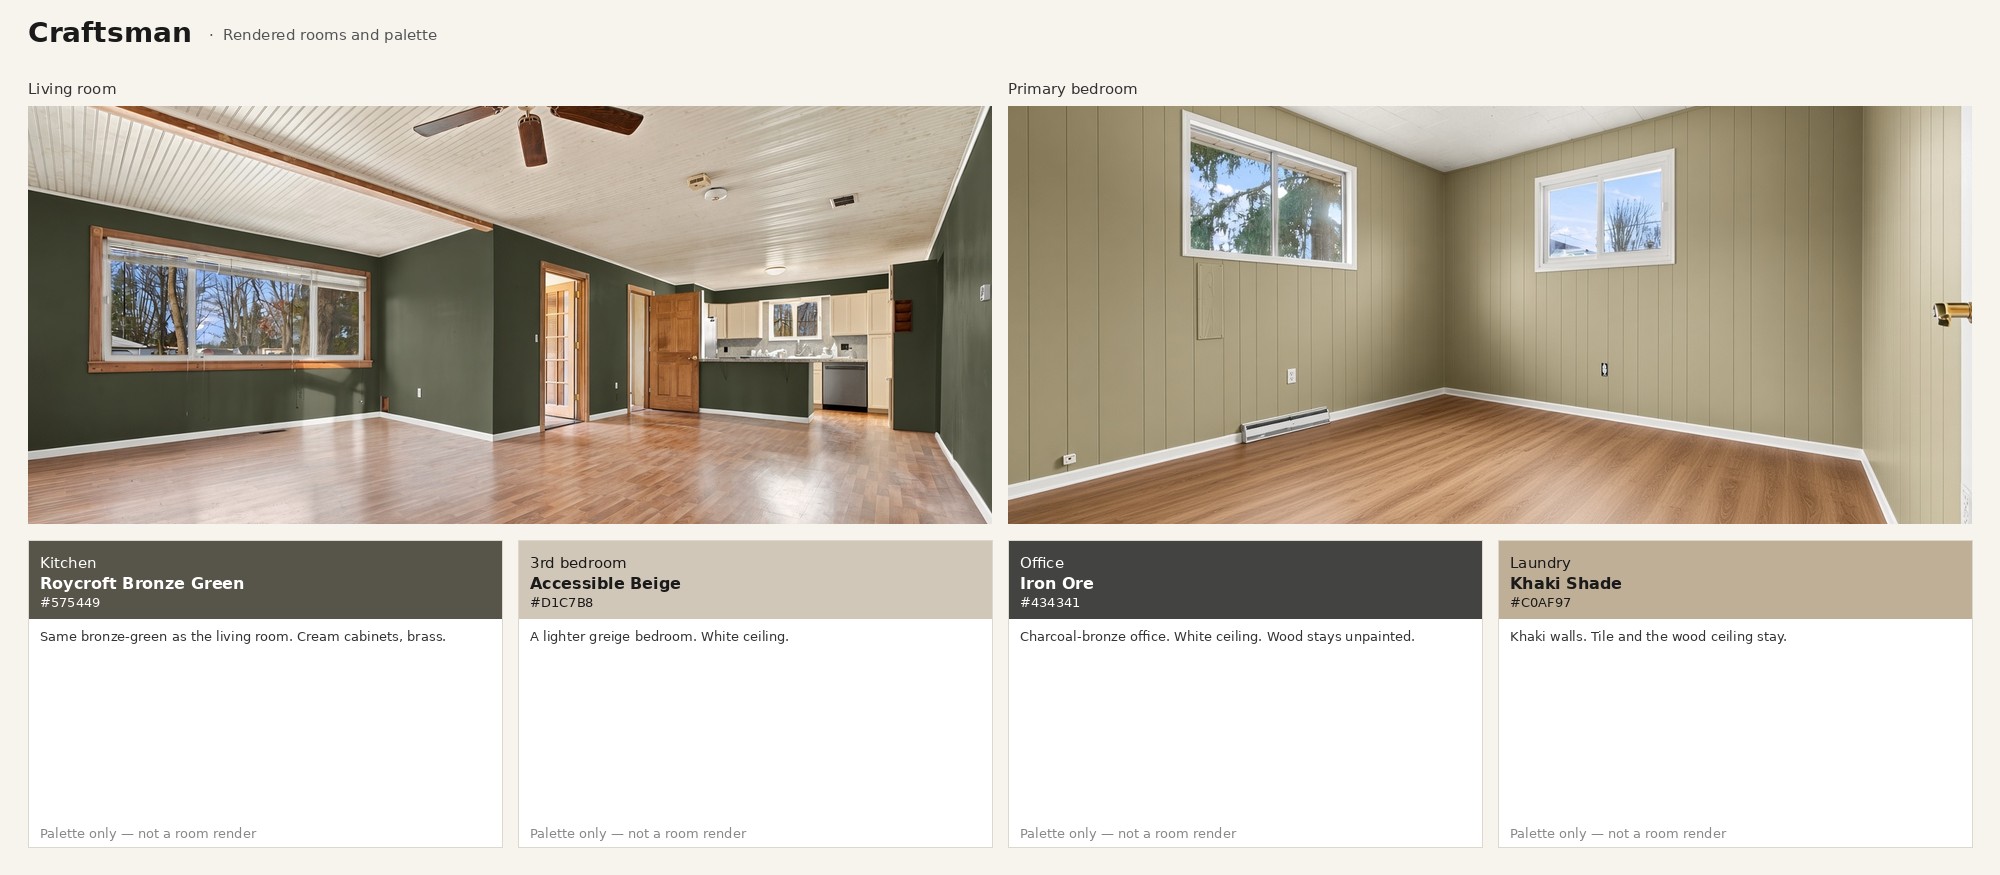 Craftsman · Rendered rooms and palette
Living room
Primary bedroom
Kitchen
Roycroft Bronze Green
#575449
Same bronze-green as the living room. Cream cabinets, brass.
Palette only — not a room render
3rd bedroom
Accessible Beige
#D1C7B8
A lighter greige bedroom. White ceiling.
Palette only — not a room render
Office
Iron Ore
#434341
Charcoal-bronze office. White ceiling. Wood stays unpainted.
Palette only — not a room render
Laundry
Khaki Shade
#C0AF97
Khaki walls. Tile and the wood ceiling stay.
Palette only — not a room render